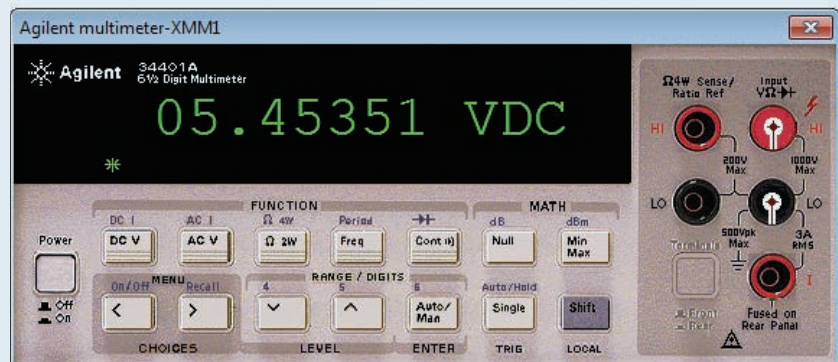 Agilent multimeter-XMM1
Agilent 34401A
6½ Digit Multimeter
05.45351 VDC
*
FUNCTION MATH
DC I AC I Ω 4W Period dB dBm
Power DC V AC V Ω 2W Freq Cont Null Min Max
MENU RANGE / DIGITS
On/Off Recall 4 5 6 Auto/Hold
Off < > Auto/Man Single Shift
On
CHOICES LEVEL ENTER TRIG LOCAL
Ω4W Sense/ Input
Ratio Ref VΩ
HI HI
200V Max 1000V Max
LO LO
500Vpk Max 3A RMS
Terminals
I
Front
Rear
Fused on
Rear Panal